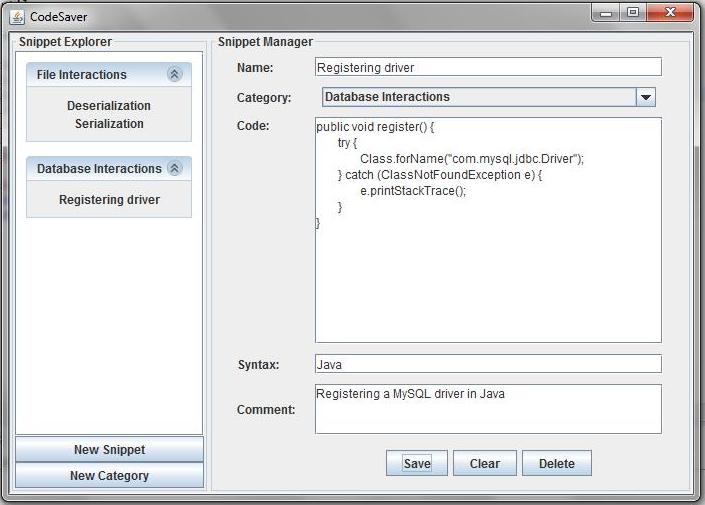 CodeSaver
Snippet Explorer
File Interactions
Deserialization
Serialization
Database Interactions
Registering driver
New Snippet
New Category
Snippet Manager
Name: Registering driver
Category: Database Interactions
Code:
public void register() {
try {
Class.forName("com.mysql.jdbc.Driver");
} catch (ClassNotFoundException e) {
e.printStackTrace();
}
}
Syntax: Java
Comment: Registering a MySQL driver in Java
Save Clear Delete